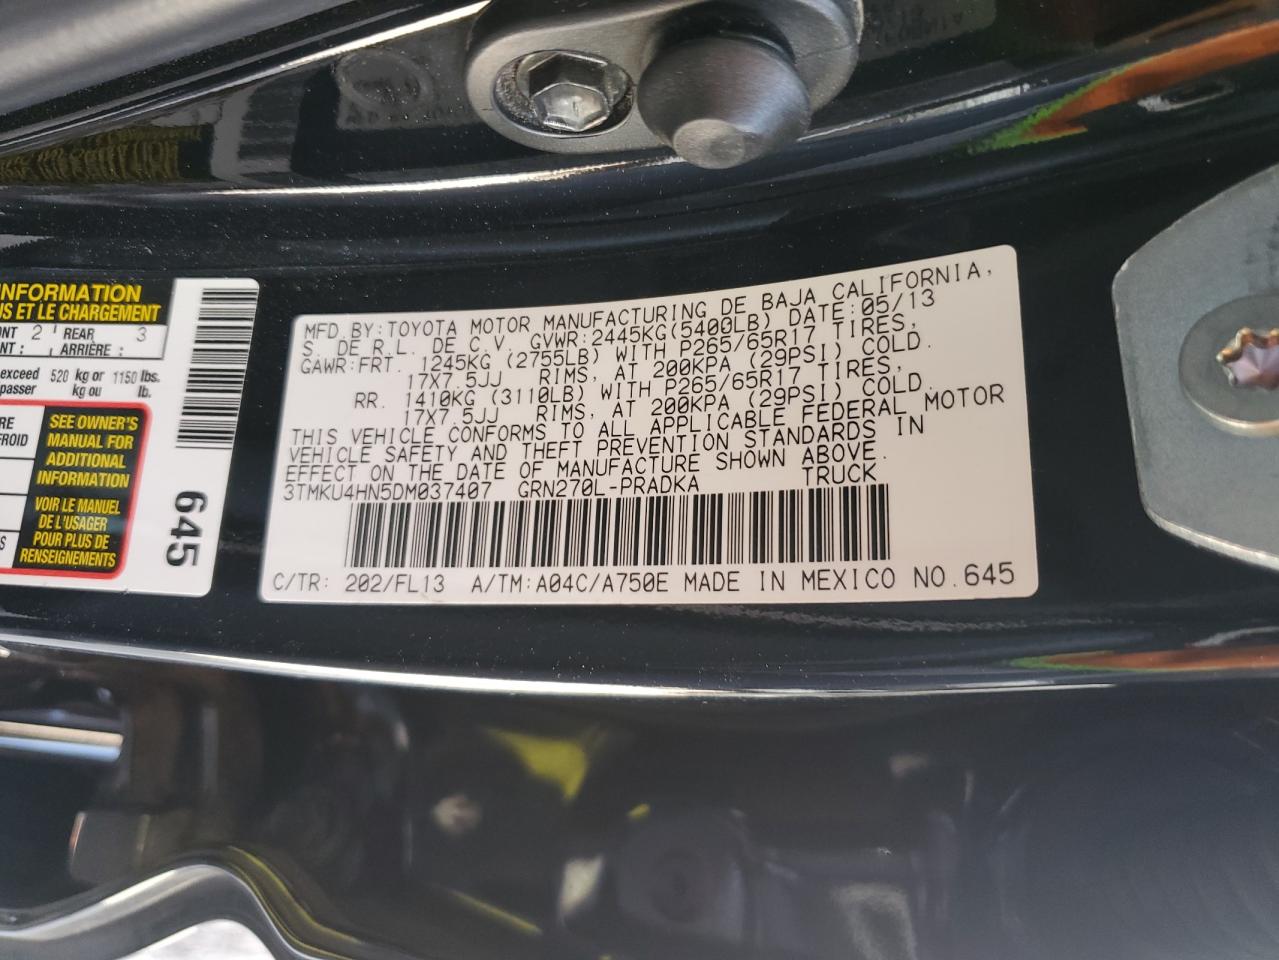 INFORMATION
US ET LE CHARGEMENT
2 REAR 3
ARRIÈRE :
exceed 520 kg or 1150 lbs.
kg ou lb.
SEE OWNER'S
MANUAL FOR
ADDITIONAL
INFORMATION
VOIR LE MANUEL
DE L'USAGER
POUR PLUS DE
RENSEIGNEMENTS
645
MFD.BY:TOYOTA MOTOR MANUFACTURING DE BAJA CALIFORNIA,
S. DE R.L. DE C.V. GVWR:2445KG(5400LB) DATE:05/13
GAWR:FRT. 1245KG (2755LB) WITH P265/65R17 TIRES,
17X7.5JJ RIMS, AT 200KPA (29PSI) COLD.
RR. 1410KG (3110LB) WITH P265/65R17 TIRES,
17X7.5JJ RIMS, AT 200KPA (29PSI) COLD.
THIS VEHICLE CONFORMS TO ALL APPLICABLE FEDERAL MOTOR
VEHICLE SAFETY AND THEFT PREVENTION STANDARDS IN
EFFECT ON THE DATE OF MANUFACTURE SHOWN ABOVE.
3TMKU4HN5DM037407 GRN270L-PRADKA TRUCK
C/TR: 202/FL13 A/TM:A04C/A750E MADE IN MEXICO NO.645